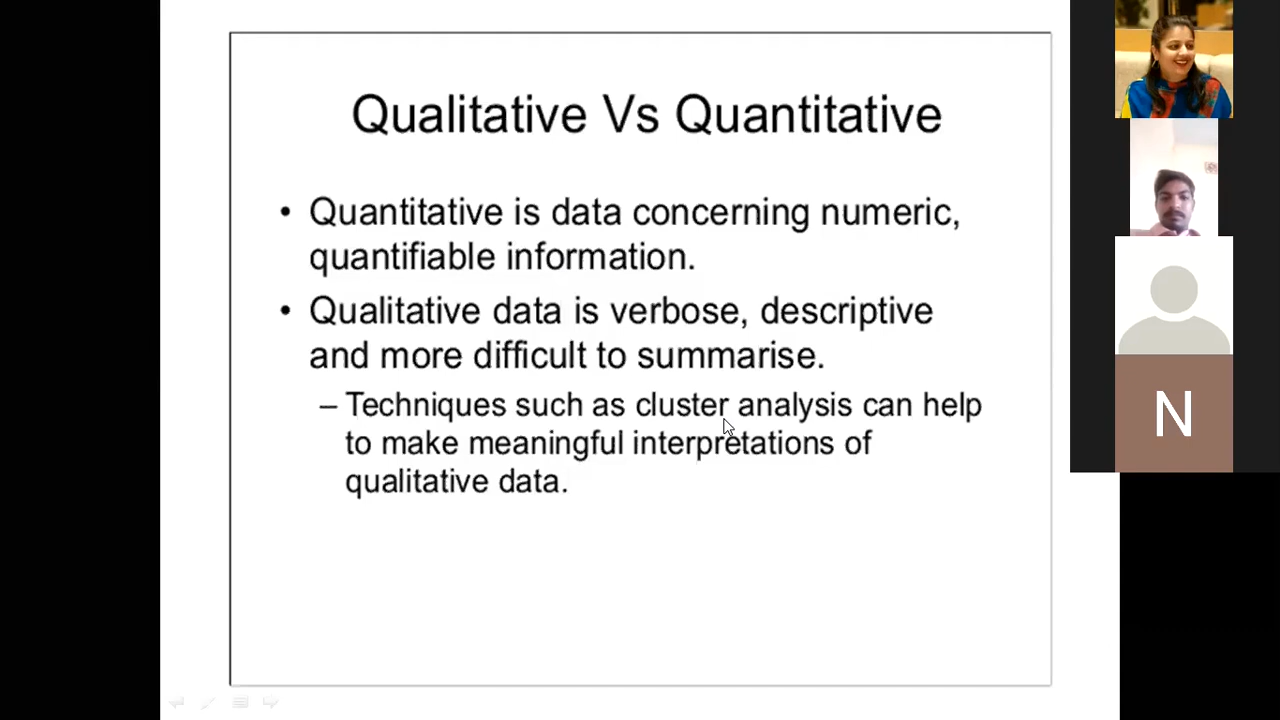 Qualitative Vs Quantitative
• Quantitative is data concerning numeric,
quantifiable information.
• Qualitative data is verbose, descriptive
and more difficult to summarise.
– Techniques such as cluster analysis can help
to make meaningful interpretations of
qualitative data.
N